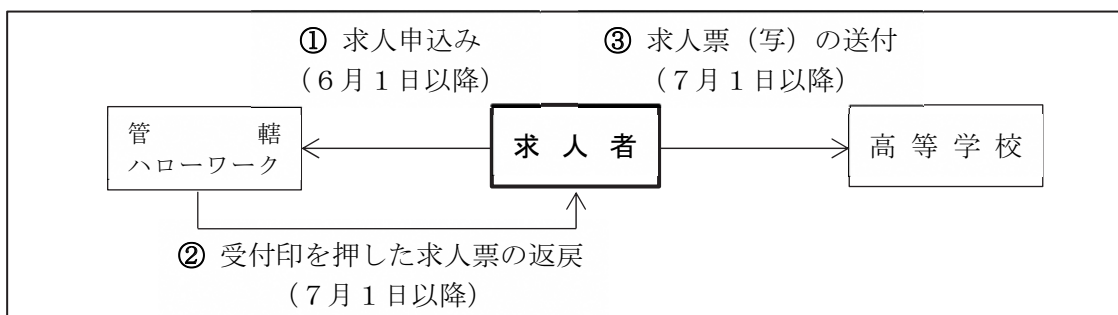 ① 求人申込み
（６月１日以降）
③ 求人票（写）の送付
（７月１日以降）
管　　　轄
ハローワーク
求 人 者
高 等 学 校
② 受付印を押した求人票の返戻
（７月１日以降）